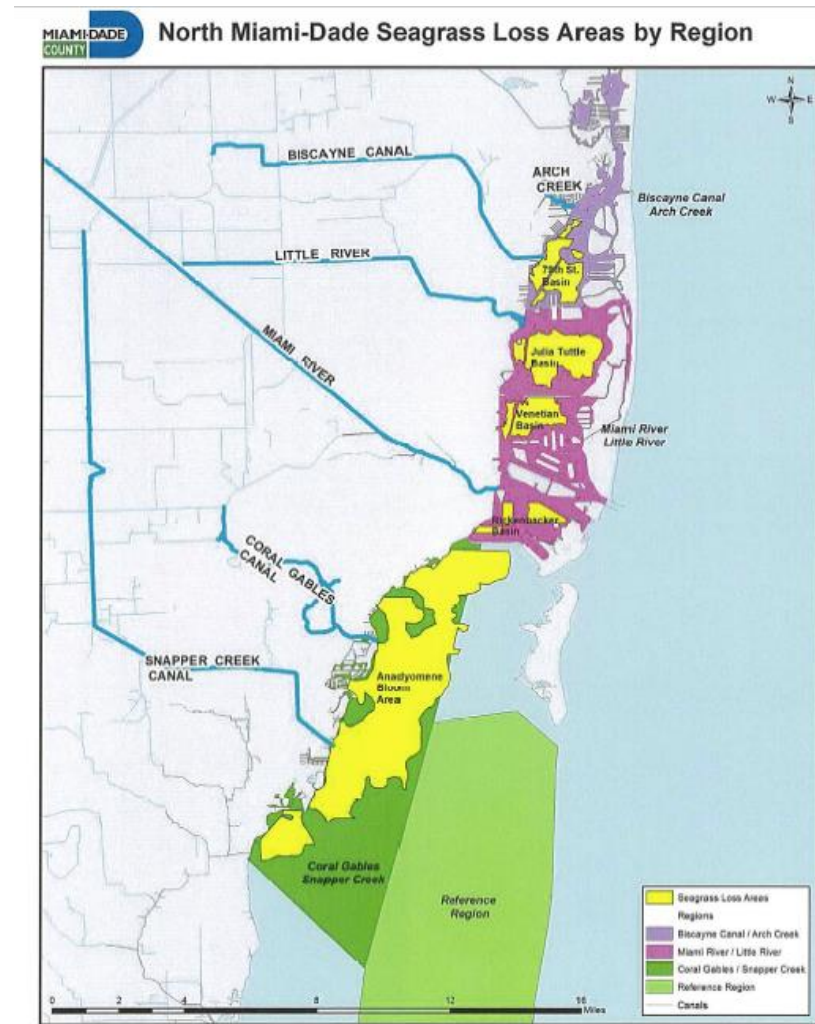 MIAMI-DADE
COUNTY
North Miami-Dade Seagrass Loss Areas by Region
N
W E
S
BISCAYNE CANAL
ARCH
CREEK
Biscayne Canal
Arch Creek
LITTLE RIVER
79th St.
Basin
MIAMI RIVER
Julia Tuttle
Basin
Venetian
Basin
Miami River
Little River
Rickenbacker
Basin
CORAL GABLES
CANAL
SNAPPER CREEK
CANAL
Anadyomene
Bloom
Area
Coral Gables
Snapper Creek
Reference
Region
Seagrass Loss Areas
Regions
Biscayne Canal / Arch Creek
Miami River / Little River
Coral Gables / Snapper Creek
Reference Region
Canals
0 2 4 8 12 16
Miles